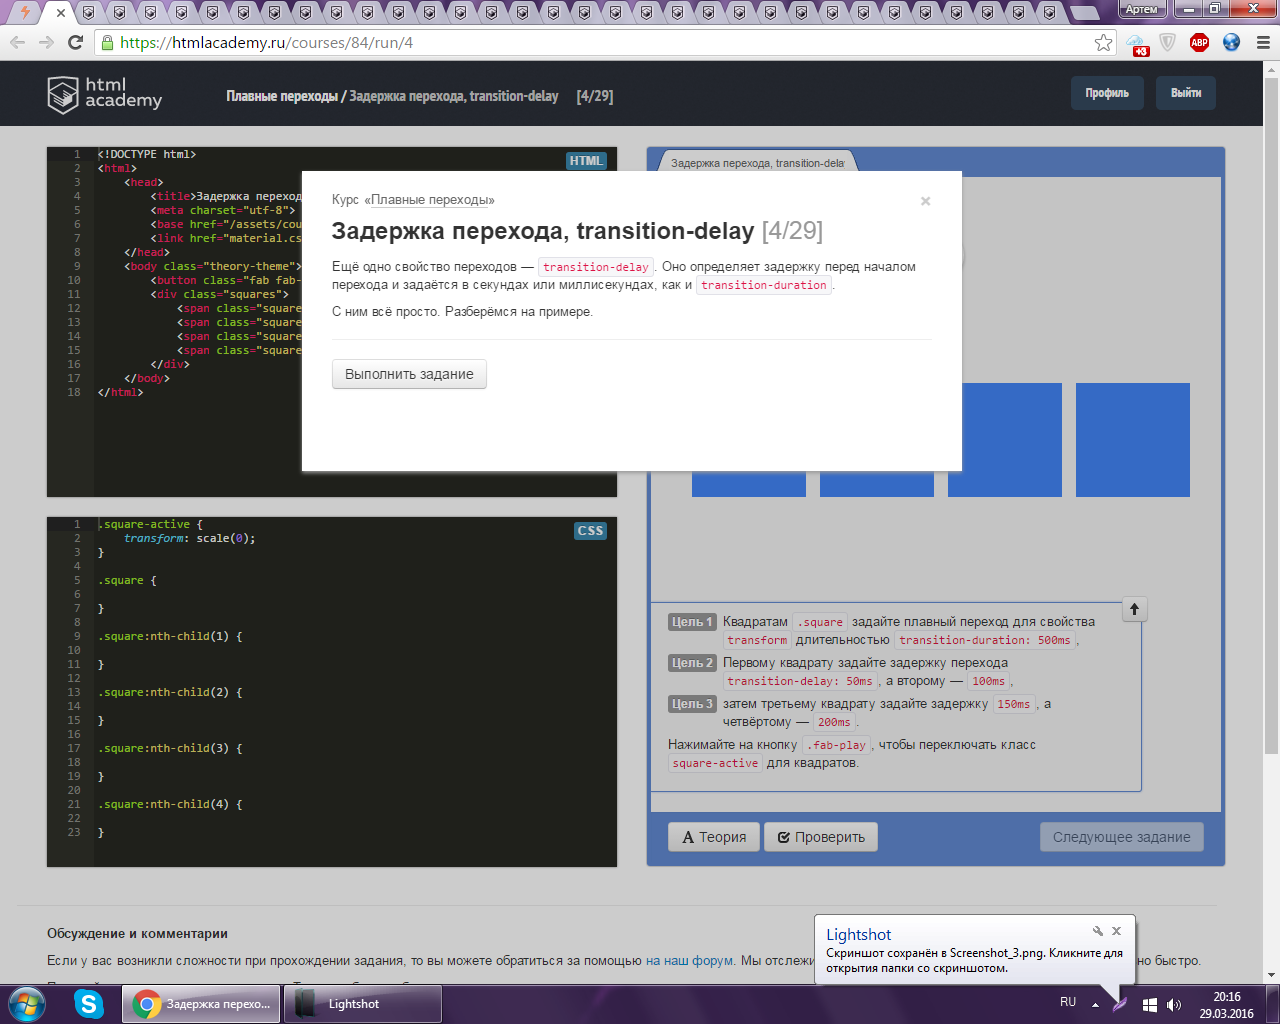 Артем
https://htmlacademy.ru/courses/84/run/4
+3
ABP
html
academy
Плавные переходы / Задержка перехода, transition-delay [4/29]
Профиль
Выйти
1 <!DOCTYPE html>
HTML
2 <html>
3 <head>
4 <title>Задержка переход
5 <meta charset="utf-8">
6 <base href="/assets/cou
7 <link href="material.cs
8 </head>
9 <body class="theory-theme">
10 <button class="fab fab-
11 <div class="squares">
12 <span class="square
13 <span class="square
14 <span class="square
15 <span class="square
16 </div>
17 </body>
18 </html>
Задержка перехода, transition-dela
Курс «Плавные переходы»
×
Задержка перехода, transition-delay [4/29]
Ещё одно свойство переходов — transition-delay. Оно определяет задержку перед началом
перехода и задаётся в секундах или миллисекундах, как и transition-duration.
С ним всё просто. Разберёмся на примере.
Выполнить задание
1 .square-active {
CSS
2 transform: scale(0);
3 }
4
5 .square {
6
7 }
8
9 .square:nth-child(1) {
10
11 }
12
13 .square:nth-child(2) {
14
15 }
16
17 .square:nth-child(3) {
18
19 }
20
21 .square:nth-child(4) {
22
23 }
Цель 1 Квадратам .square задайте плавный переход для свойства
transform длительностью transition-duration: 500ms,
Цель 2 Первому квадрату задайте задержку перехода
transition-delay: 50ms, а второму — 100ms,
Цель 3 затем третьему квадрату задайте задержку 150ms, а
четвёртому — 200ms.
Нажимайте на кнопку .fab-play, чтобы переключать класс
square-active для квадратов.
A Теория
Проверить
Следующее задание
Обсуждение и комментарии
Если у вас возникли сложности при прохождении задания, то вы можете обратиться за помощью на наш форум. Мы отслежи
но быстро.
Lightshot
Скриншот сохранён в Screenshot_3.png. Кликните для
открытия папки со скриншотом.
Задержка перехо...
Lightshot
RU
20:16
29.03.2016